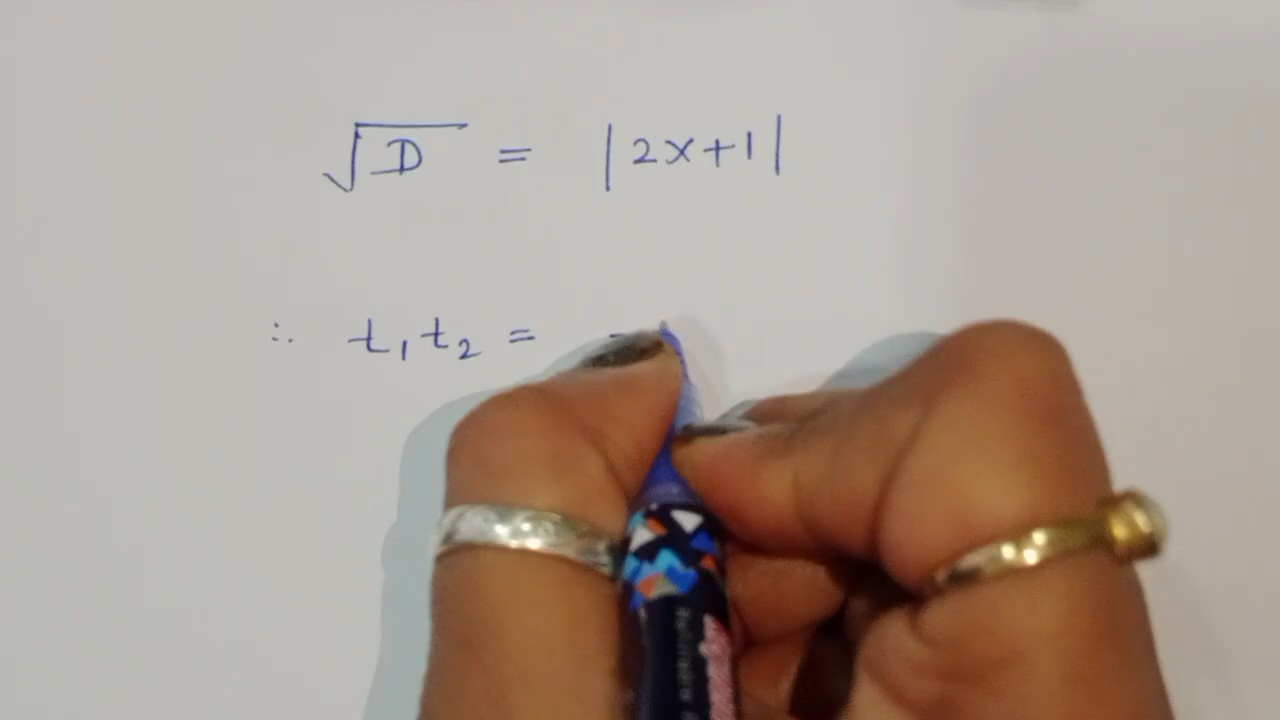 √D = |2x+1|
∴ t₁t₂ = -